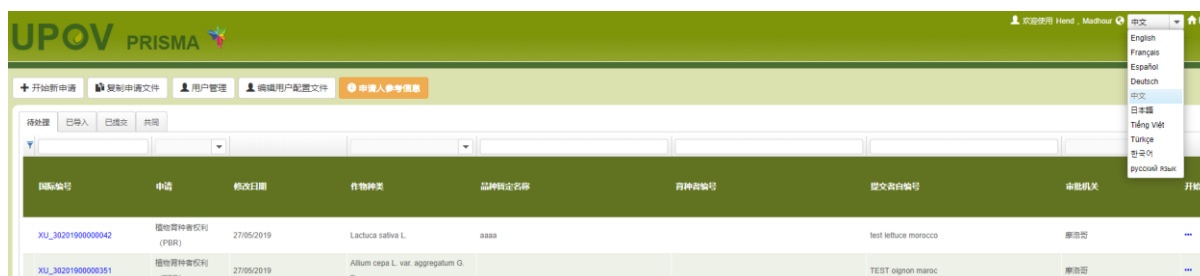 UPOV PRISMA
欢迎使用 Hend , Madhour 中文
English
Français
Español
Deutsch
中文
日本語
Tiếng Việt
Türkçe
한국어
русский язык
开始新申请 复制申请文件 用户管理 编辑用户配置文件 申请人参考信息
待处理 已导入 已提交 共同
国际编号 申请 修改日期 作物种类 品种暂定名称 育种者编号 提交者自编号 审批机关 开始
XU_30201900000042 植物育种者权利 (PBR) 27/05/2019 Lactuca sativa L. aaaa test lettuce morocco 摩洛哥 ...
XU_30201900000351 植物育种者权利 27/05/2019 Allium cepa L. var. aggregatum G. TEST oignon maroc 摩洛哥 ...